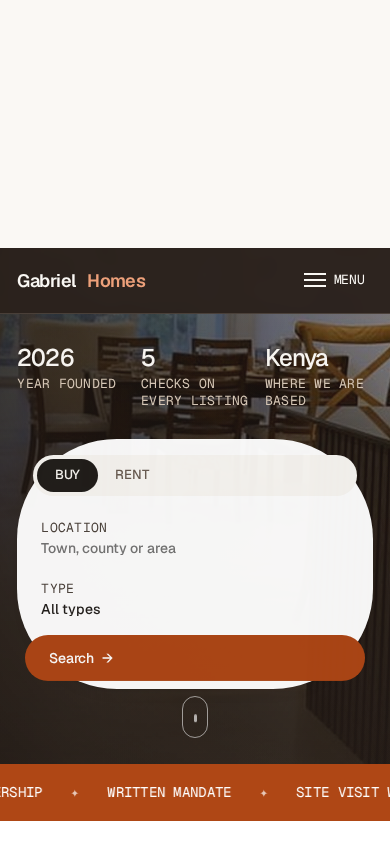 Gabriel Homes
MENU
2026
YEAR FOUNDED
5
CHECKS ON
EVERY LISTING
Kenya
WHERE WE ARE
BASED
BUY
RENT
LOCATION
Town, county or area
TYPE
All types
Search →
ERSHIP ✦ WRITTEN MANDATE ✦ SITE VISIT